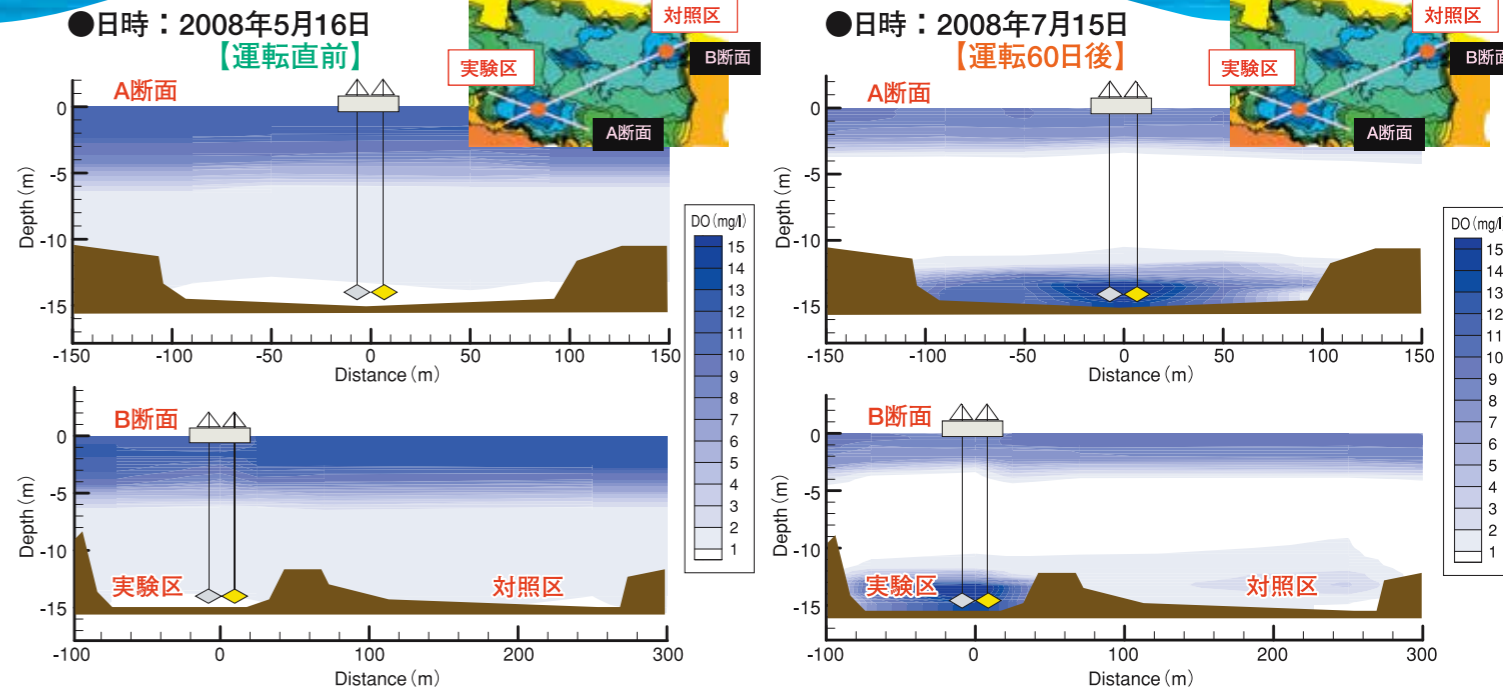 ●日時：2008年5月16日
【運転直前】
対照区
B断面
実験区
A断面
A断面
Depth（m）
0
-5
-10
-15
-150
-100
-50
0
50
100
150
Distance（m）
B断面
Depth（m）
0
-5
-10
-15
実験区
対照区
-100
0
100
200
300
Distance（m）
DO（mg/l）
15
14
13
12
11
10
9
8
7
6
5
4
3
2
1
●日時：2008年7月15日
【運転60日後】
対照区
B断面
実験区
A断面
A断面
Depth（m）
0
-5
-10
-15
-150
-100
-50
0
50
100
150
Distance（m）
B断面
Depth（m）
0
-5
-10
-15
実験区
対照区
-100
0
100
200
300
Distance（m）
DO（mg/l
15
14
13
12
11
10
9
8
7
6
5
4
3
2
1